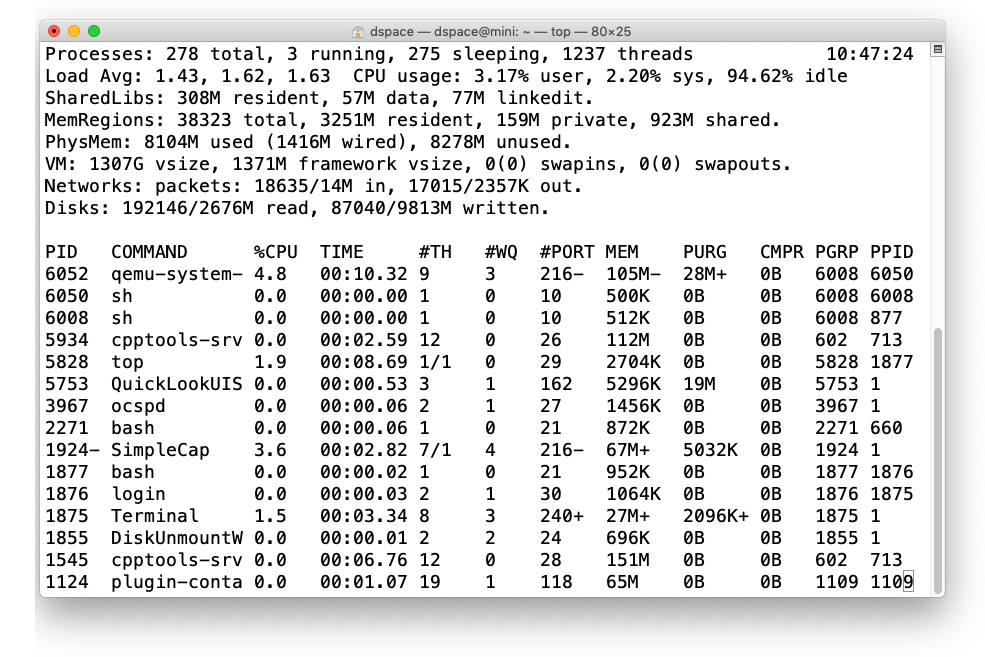 dspace — dspace@mini: ~ — top — 80×25
Processes: 278 total, 3 running, 275 sleeping, 1237 threads 10:47:24
Load Avg: 1.43, 1.62, 1.63 CPU usage: 3.17% user, 2.20% sys, 94.62% idle
SharedLibs: 308M resident, 57M data, 77M linkedit.
MemRegions: 38323 total, 3251M resident, 159M private, 923M shared.
PhysMem: 8104M used (1416M wired), 8278M unused.
VM: 1307G vsize, 1371M framework vsize, 0(0) swapins, 0(0) swapouts.
Networks: packets: 18635/14M in, 17015/2357K out.
Disks: 192146/2676M read, 87040/9813M written.
PID COMMAND %CPU TIME #TH #WQ #PORT MEM PURG CMPR PGRP PPID
6052 qemu-system- 4.8 00:10.32 9 3 216- 105M- 28M+ 0B 6008 6050
6050 sh 0.0 00:00.00 1 0 10 500K 0B 0B 6008 6008
6008 sh 0.0 00:00.00 1 0 10 512K 0B 0B 6008 877
5934 cpptools-srv 0.0 00:02.59 12 0 26 112M 0B 0B 602 713
5828 top 1.9 00:08.69 1/1 0 29 2704K 0B 0B 5828 1877
5753 QuickLookUIS 0.0 00:00.53 3 1 162 5296K 19M 0B 5753 1
3967 ocspd 0.0 00:00.06 2 1 27 1456K 0B 0B 3967 1
2271 bash 0.0 00:00.06 1 0 21 872K 0B 0B 2271 660
1924- SimpleCap 3.6 00:02.82 7/1 4 216- 67M+ 5032K 0B 1924 1
1877 bash 0.0 00:00.02 1 0 21 952K 0B 0B 1877 1876
1876 login 0.0 00:00.03 2 1 30 1064K 0B 0B 1876 1875
1875 Terminal 1.5 00:03.34 8 3 240+ 27M+ 2096K+ 0B 1875 1
1855 DiskUnmountW 0.0 00:00.01 2 2 24 696K 0B 0B 1855 1
1545 cpptools-srv 0.0 00:06.76 12 0 28 151M 0B 0B 602 713
1124 plugin-conta 0.0 00:01.07 19 1 118 65M 0B 0B 1109 1109